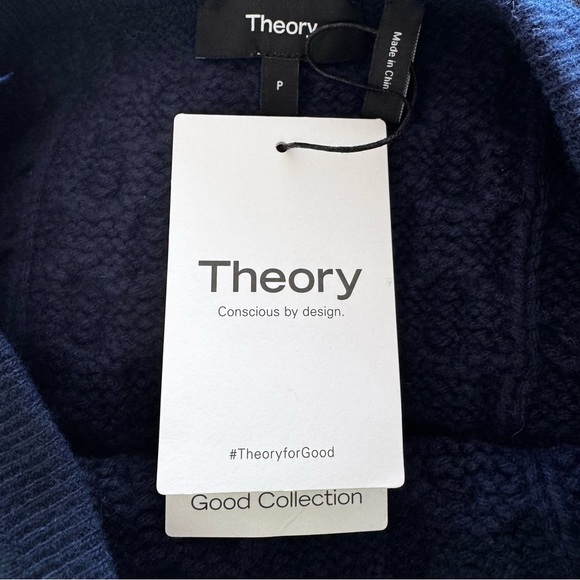 Theory
P
Made in Chin
Theory
Conscious by design.
#TheoryforGood
Good Collection